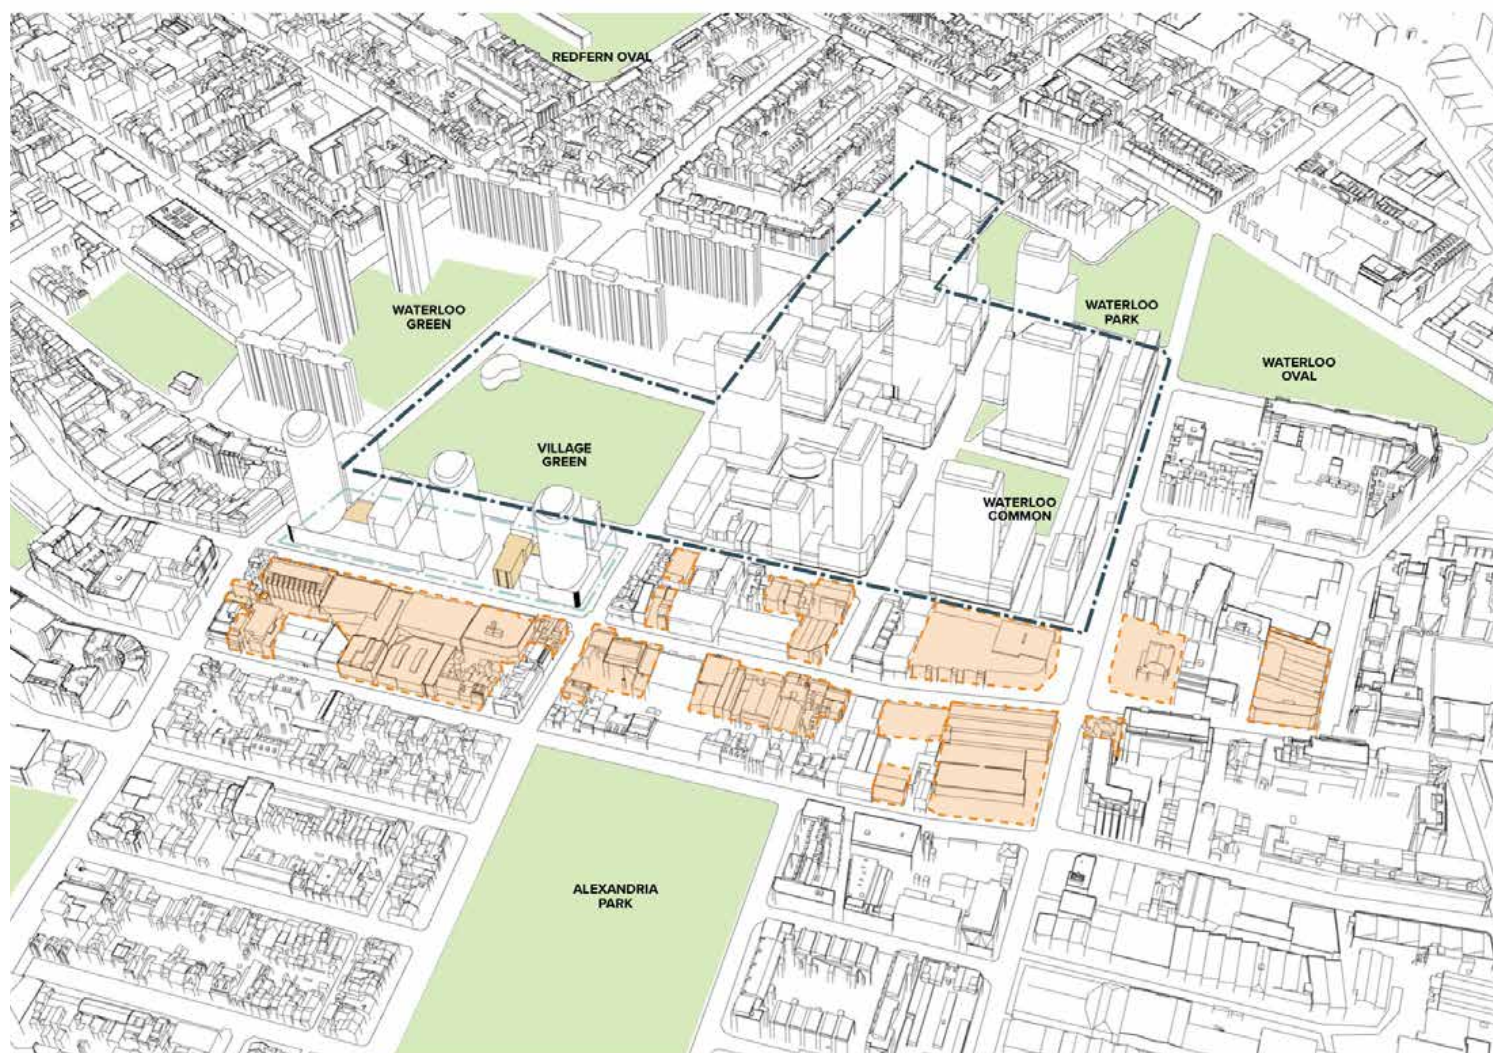 REDFERN OVAL
WATERLOO
GREEN
WATERLOO
PARK
WATERLOO
OVAL
VILLAGE
GREEN
WATERLOO
COMMON
ALEXANDRIA
PARK